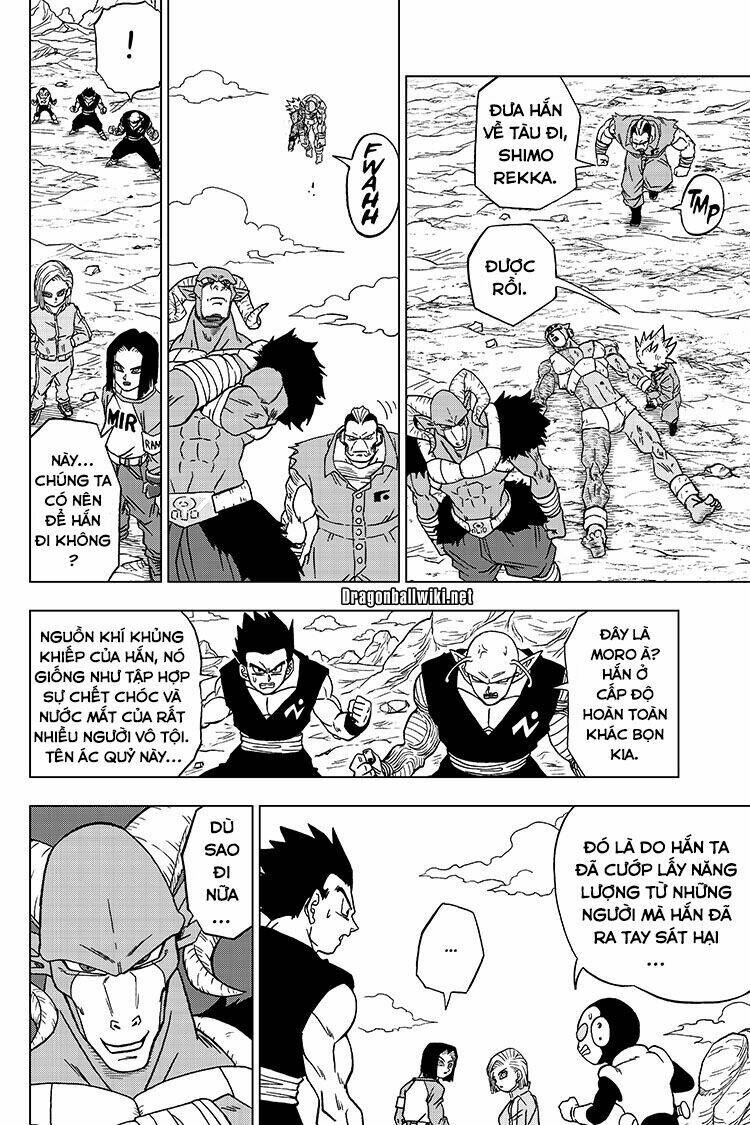 ĐƯA HẮN
VỀ TÀU ĐI,
SHIMO
REKKA.
TMP
ĐƯỢC
RỒI.
FWAHH
!
MIR
RAN
NÀY...
CHÚNG TA
CÓ NÊN
ĐỂ HẮN
ĐI KHÔNG
?
Dragonballwiki.net
ĐÂY LÀ
MORO À?
HẮN Ở
CẤP ĐỘ
HOÀN TOÀN
KHÁC BỌN
KIA.
NGUỒN KHÍ KHỦNG
KHIẾP CỦA HẮN, NÓ
GIỐNG NHƯ TẬP HỢP
SỰ CHẾT CHÓC VÀ
NƯỚC MẮT CỦA RẤT
NHIỀU NGƯỜI VÔ TỘI.
TÊN ÁC QUỶ NÀY...
ĐÓ LÀ DO HẮN TA
ĐÃ CƯỚP LẤY NĂNG
LƯỢNG TỪ NHỮNG
NGƯỜI MÀ HẮN ĐÃ
RA TAY SÁT HẠI
...
...
DÙ
SAO
ĐI
NỮA
...